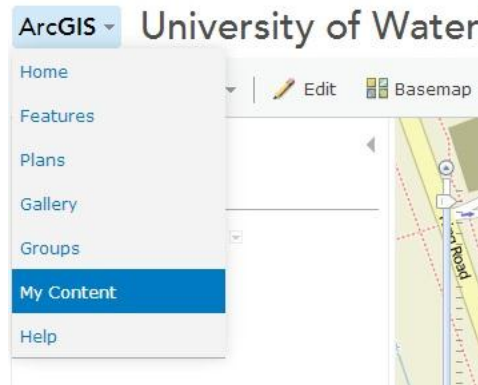 ArcGIS University of Water
Home
Edit Basemap
Features
Plans
Gallery
Groups
My Content
Help
Road